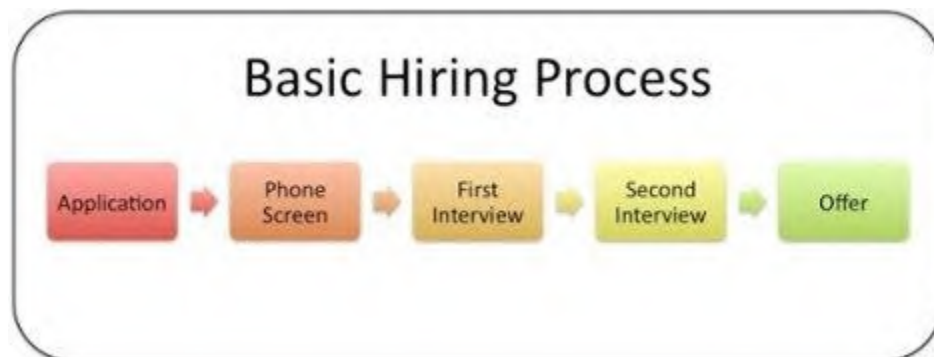 Basic Hiring Process
Application
Phone
Screen
First
Interview
Second
Interview
Offer